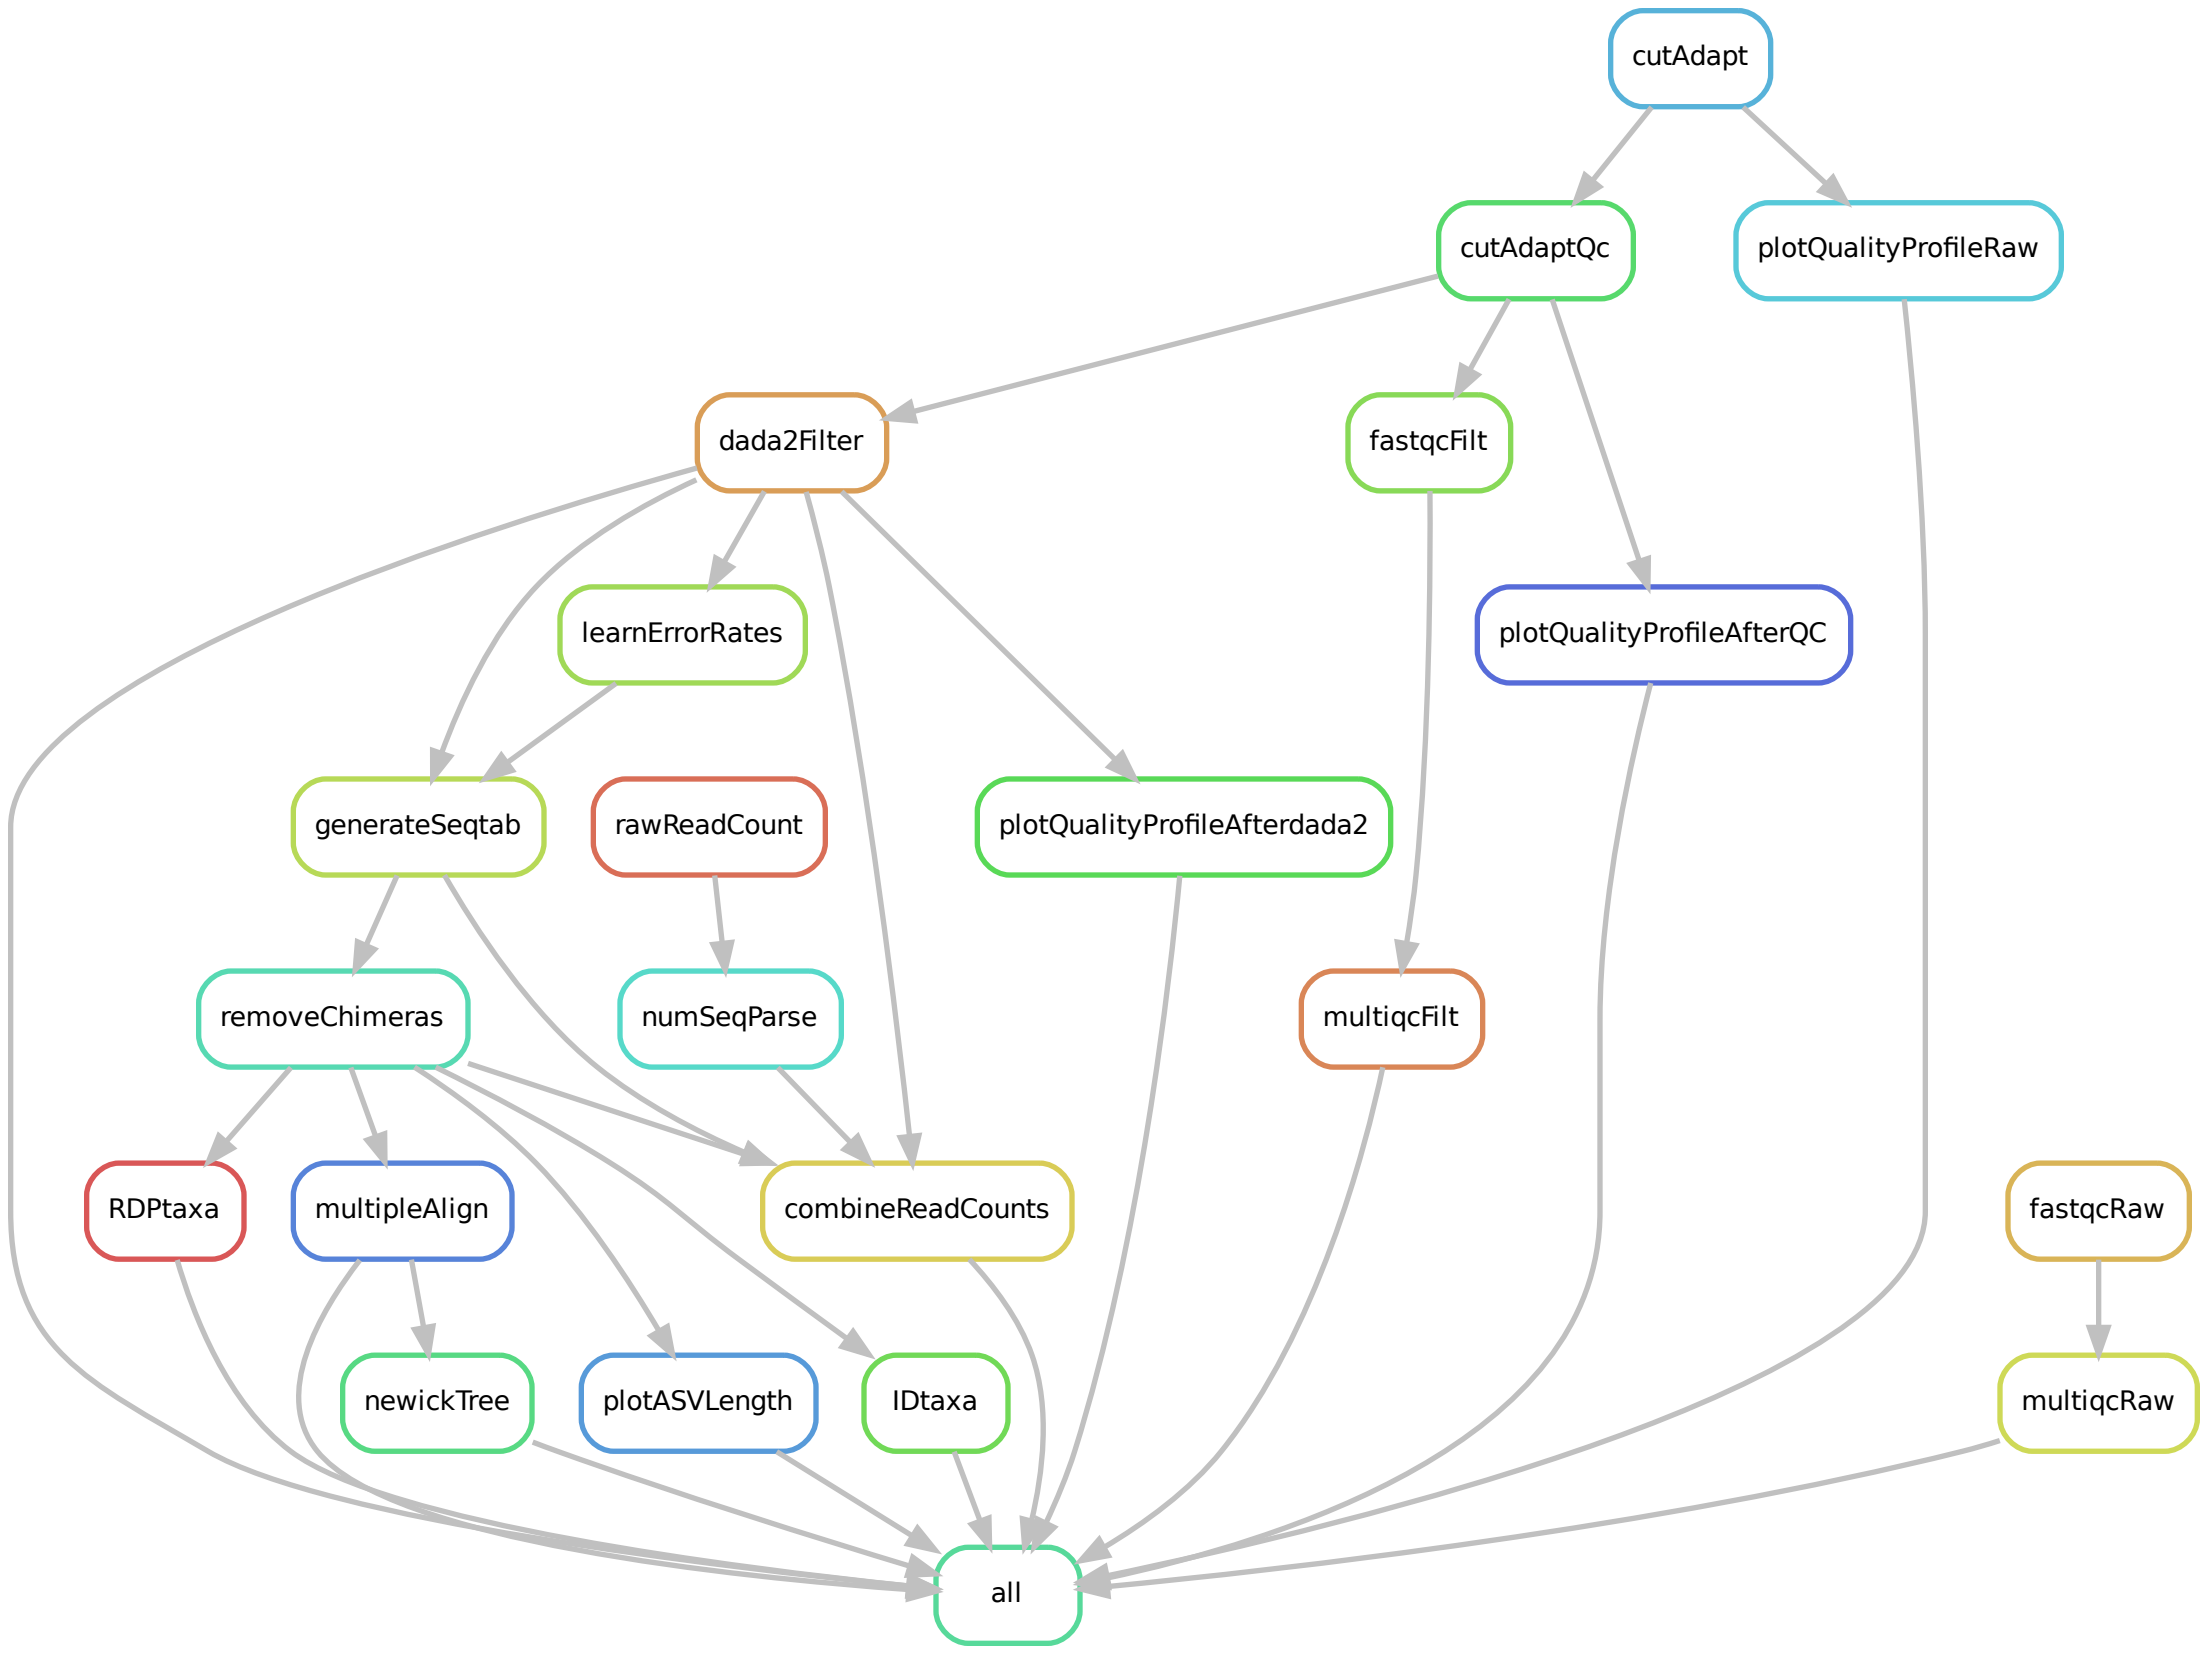 cutAdapt
cutAdaptQc
plotQualityProfileRaw
dada2Filter
fastqcFilt
learnErrorRates
plotQualityProfileAfterQC
generateSeqtab
rawReadCount
plotQualityProfileAfterdada2
removeChimeras
numSeqParse
multiqcFilt
RDPtaxa
multipleAlign
combineReadCounts
fastqcRaw
newickTree
plotASVLength
IDtaxa
multiqcRaw
all